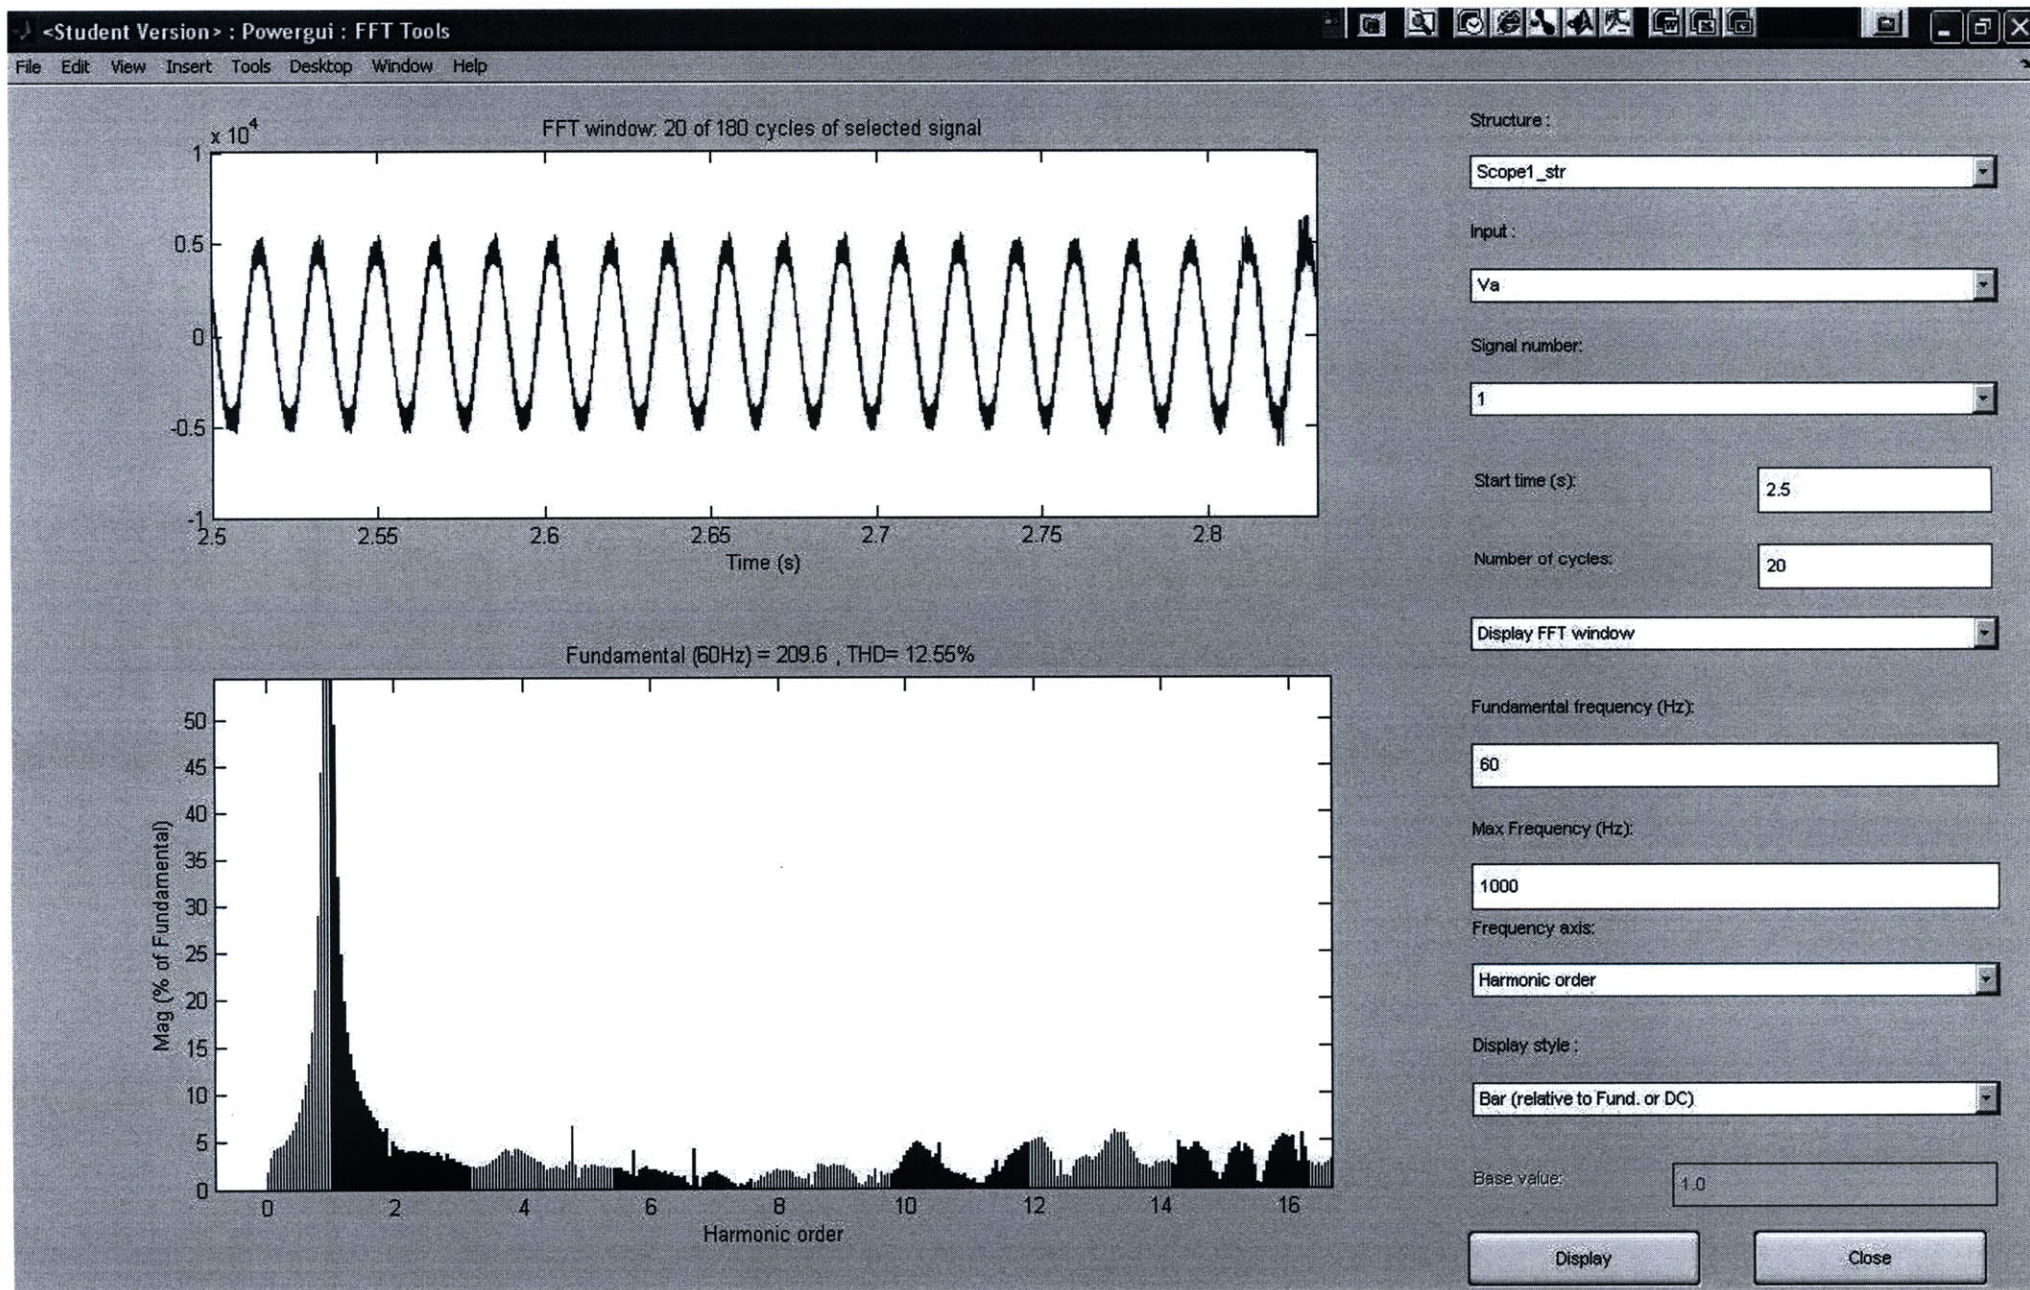 <Student Version> : Powergui : FFT Tools
File Edit View Insert Tools Desktop Window Help
FFT window: 20 of 180 cycles of selected signal
x 10^4
1
0.5
0
-0.5
-1
2.5 2.55 2.6 2.65 2.7 2.75 2.8
Time (s)
Fundamental (60Hz) = 209.6 , THD= 12.55%
Mag (% of Fundamental)
50
45
40
35
30
25
20
15
10
5
0
0 2 4 6 8 10 12 14 16
Harmonic order
Structure :
Scope1_str
Input :
Va
Signal number:
1
Start time (s):
2.5
Number of cycles:
20
Display FFT window
Fundamental frequency (Hz):
60
Max Frequency (Hz):
1000
Frequency axis:
Harmonic order
Display style :
Bar (relative to Fund. or DC)
Base value:
1.0
Display
Close